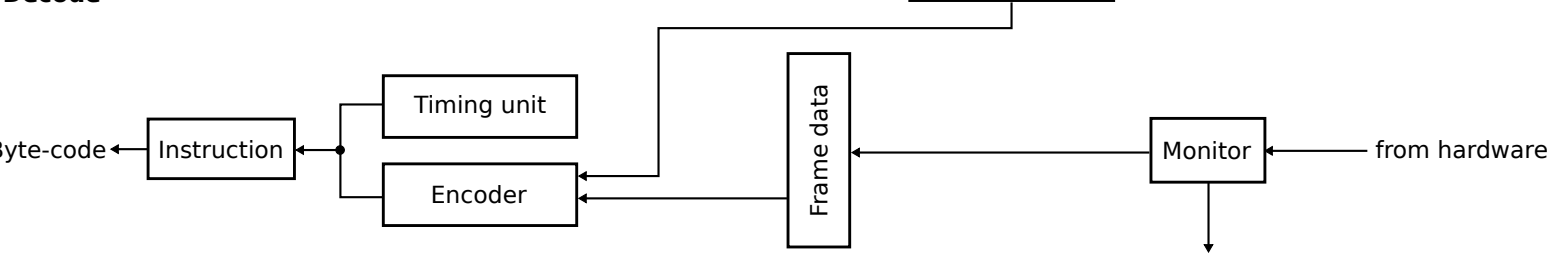 Timing unit
Byte-code
Instruction
Encoder
Frame data
Monitor
from hardware